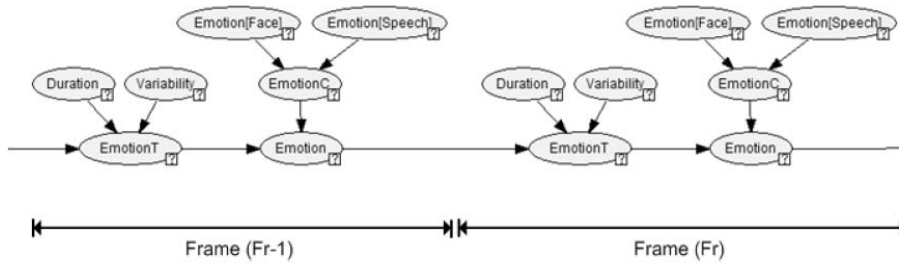 Emotion[Face] Emotion[Speech] Emotion[Face] Emotion[Speech]
? ? ? ?
Duration Variability EmotionC Duration Variability EmotionC
? ? ? ? ? ?
EmotionT Emotion EmotionT Emotion
? ? ? ?
Frame (Fr-1) Frame (Fr)